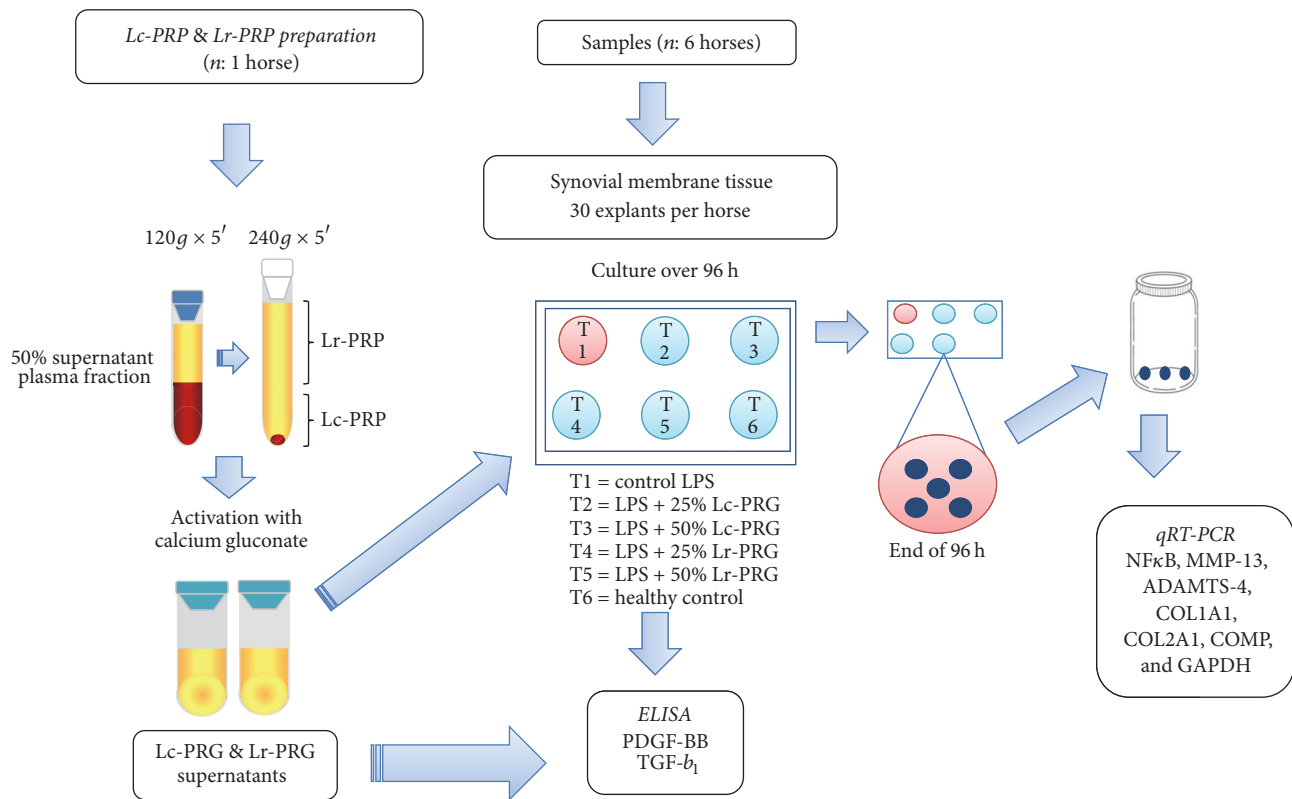 Lc-PRP & Lr-PRP preparation
(n: 1 horse)
120g × 5′
240g × 5′
50% supernatant
plasma fraction
Lr-PRP
Lc-PRP
Activation with
calcium gluconate
Lc-PRG & Lr-PRG
supernatants
Samples (n: 6 horses)
Synovial membrane tissue
30 explants per horse
Culture over 96 h
T
1
T
2
T
3
T
4
T
5
T
6
T1 = control LPS
T2 = LPS + 25% Lc-PRG
T3 = LPS + 50% Lc-PRG
T4 = LPS + 25% Lr-PRG
T5 = LPS + 50% Lr-PRG
T6 = healthy control
ELISA
PDGF-BB
TGF-b₁
End of 96 h
qRT-PCR
NFκB, MMP-13,
ADAMTS-4,
COL1A1,
COL2A1, COMP,
and GAPDH